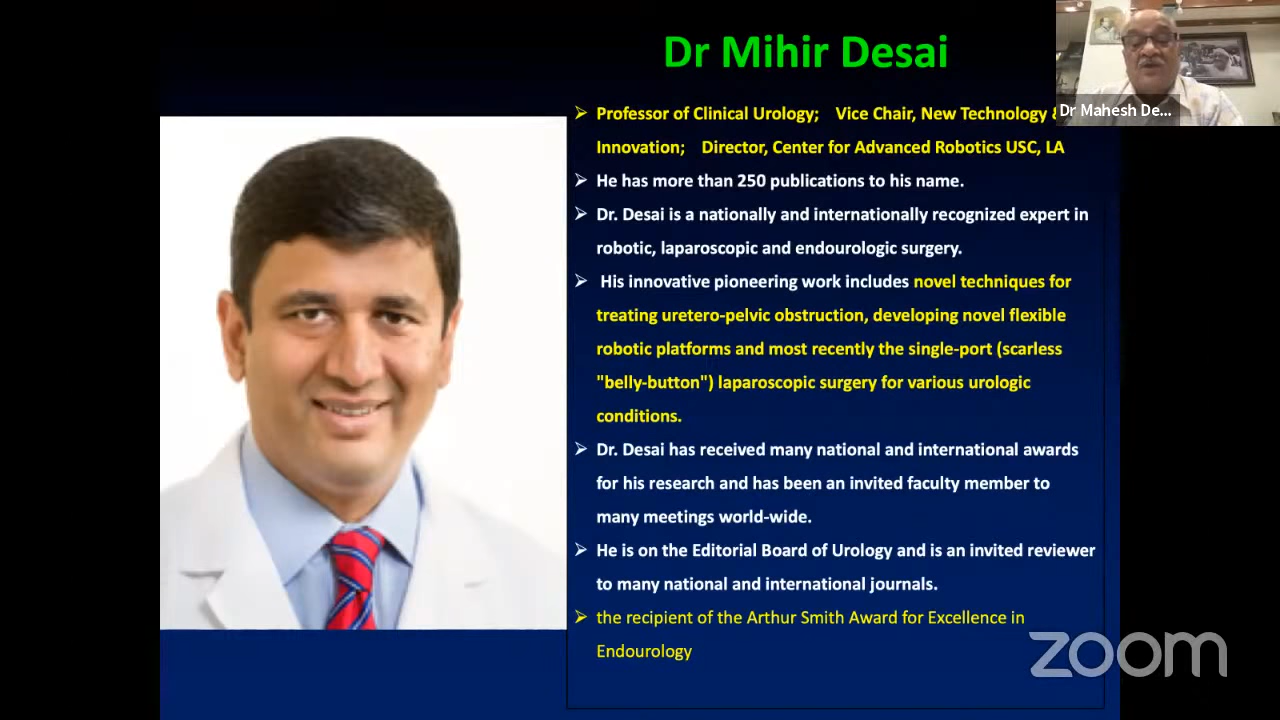 Dr Mihir Desai
Dr Mahesh De...
➢ Professor of Clinical Urology; Vice Chair, New Technology &
Innovation; Director, Center for Advanced Robotics USC, LA
➢ He has more than 250 publications to his name.
➢ Dr. Desai is a nationally and internationally recognized expert in
robotic, laparoscopic and endourologic surgery.
➢ His innovative pioneering work includes novel techniques for
treating uretero-pelvic obstruction, developing novel flexible
robotic platforms and most recently the single-port (scarless
"belly-button") laparoscopic surgery for various urologic
conditions.
➢ Dr. Desai has received many national and international awards
for his research and has been an invited faculty member to
many meetings world-wide.
➢ He is on the Editorial Board of Urology and is an invited reviewer
to many national and international journals.
➢ the recipient of the Arthur Smith Award for Excellence in
Endourology
zoom